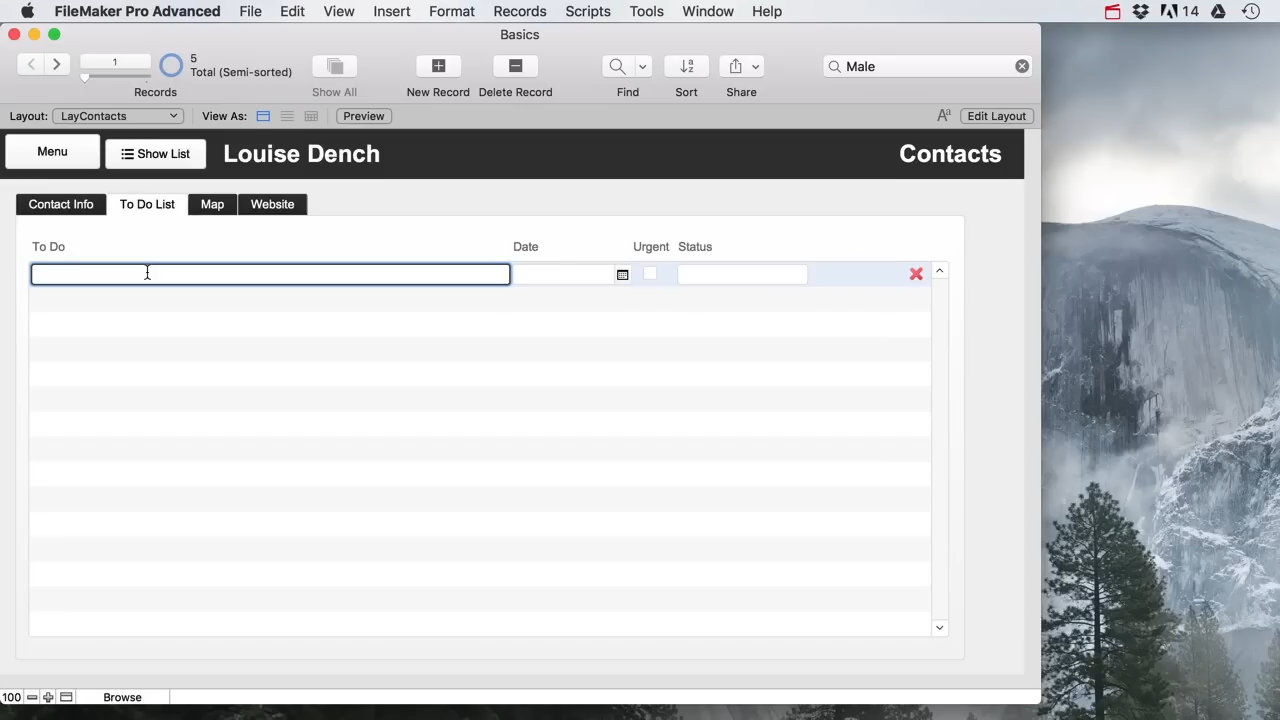 FileMaker Pro Advanced File Edit View Insert Format Records Scripts Tools Window Help 14
Basics
1 5 Total (Semi-sorted) Male
Records Show All New Record Delete Record Find Sort Share
Layout: LayContacts View As: Preview Aa Edit Layout
Menu Show List Louise Dench Contacts
Contact Info To Do List Map Website
To Do Date Urgent Status
100 Browse